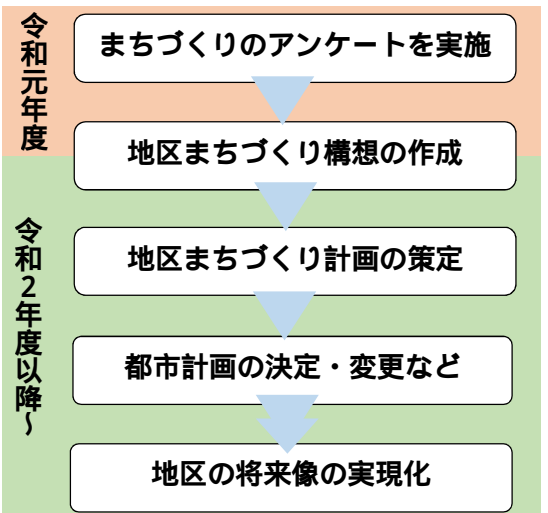 令和元年度
まちづくりのアンケートを実施
地区まちづくり構想の作成
令和2年度以降~
地区まちづくり計画の策定
都市計画の決定・変更など
地区の将来像の実現化